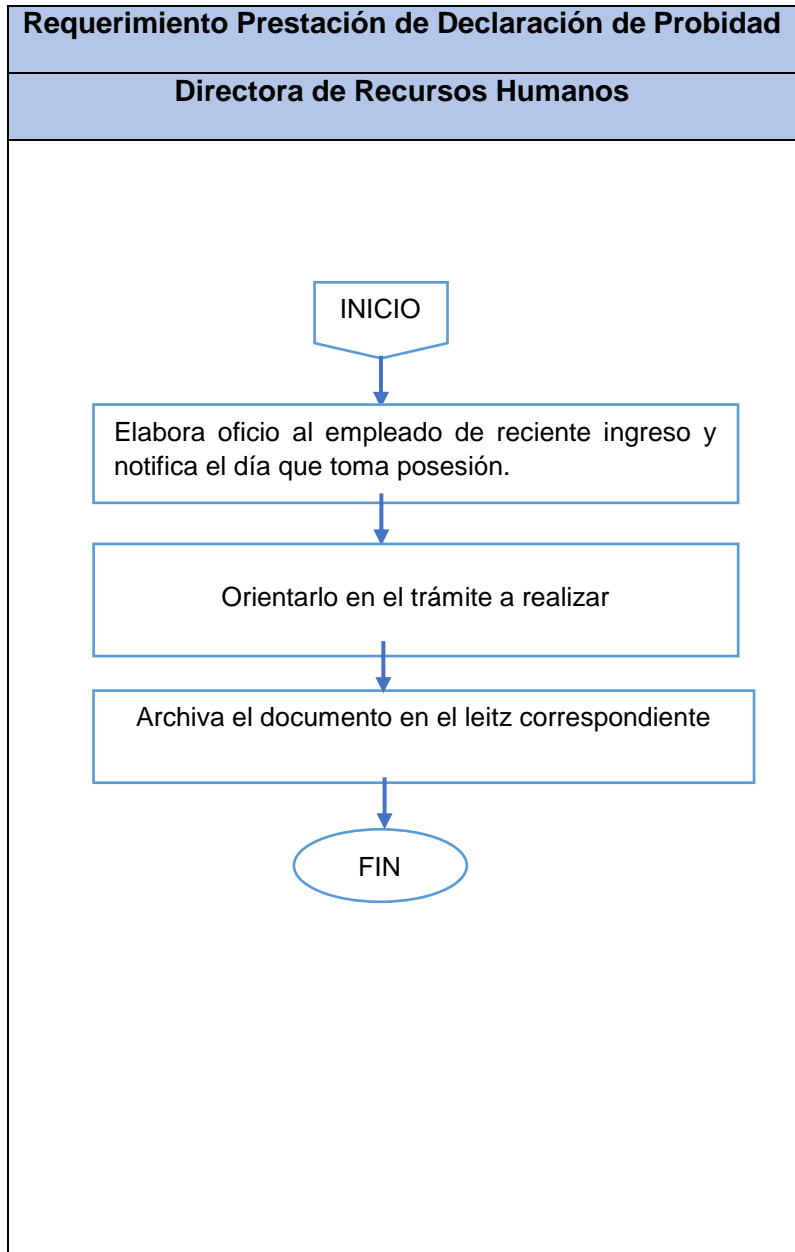 Requerimiento Prestación de Declaración de Probidad
Directora de Recursos Humanos
INICIO
Elabora oficio al empleado de reciente ingreso y
notifica el día que toma posesión.
Orientarlo en el trámite a realizar
Archiva el documento en el leitz correspondiente
FIN